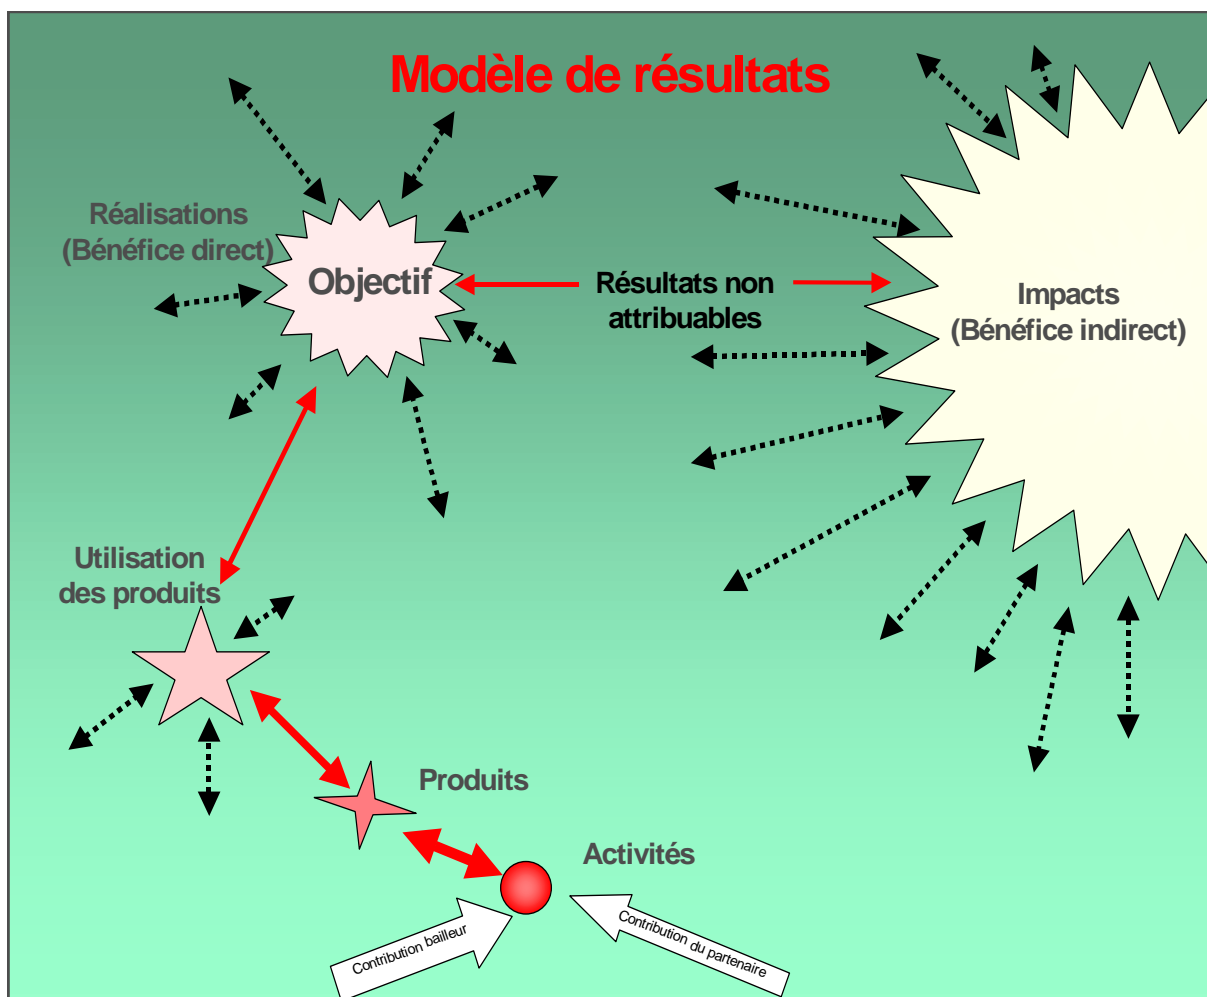 Modèle de résultats
Réalisations
(Bénéfice direct)
Objectif
Résultats non
attribuables
Impacts
(Bénéfice indirect)
Utilisation
des produits
Produits
Activités
Contribution bailleur
Contribution du partenaire